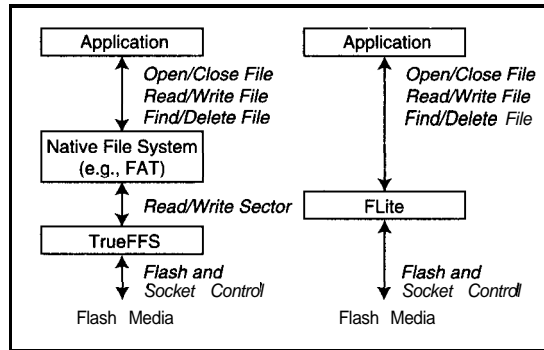 Application
Open/Close File
Read/Write File
Find/Delete File
Native File System
(e.g., FAT)
Read/Write Sector
TrueFFS
Flash and
Socket Control
Flash Media
Application
Open/Close File
Read/Write File
Find/Delete File
FLite
Flash and
Socket Control
Flash Media